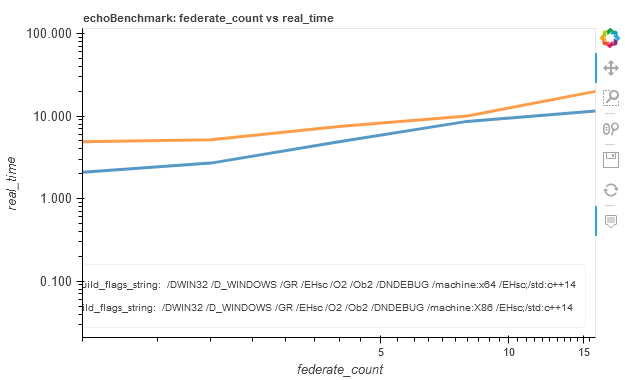 echoBenchmark: federate_count vs real_time
100.000
10.000
1.000
0.100
real_time
uild_flags_string: /DWIN32 /D_WINDOWS /GR /EHsc /O2 /Ob2 /DNDEBUG /machine:x64 /EHsc;/std:c++14
ild_flags_string: /DWIN32 /D_WINDOWS /GR /EHsc /O2 /Ob2 /DNDEBUG /machine:X86 /EHsc;/std:c++14
5 10 15
federate_count